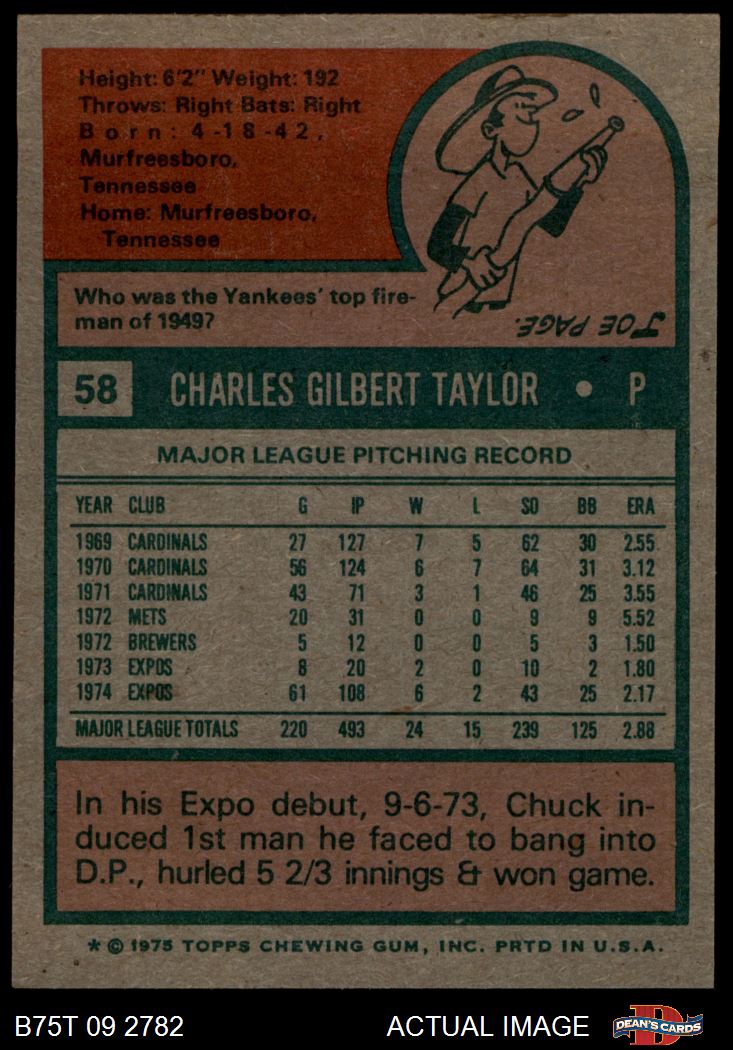 Height: 6'2" Weight: 192
Throws: Right Bats: Right
Born: 4-18-42,
Murfreesboro,
Tennessee
Home: Murfreesboro,
Tennessee
Who was the Yankees' top fire-
man of 1949?
JOE PAGE.
58 CHARLES GILBERT TAYLOR • P
MAJOR LEAGUE PITCHING RECORD
YEAR CLUB G IP W L SO BB ERA
1969 CARDINALS 27 127 7 5 62 30 2.55
1970 CARDINALS 56 124 6 7 64 31 3.12
1971 CARDINALS 43 71 3 1 46 25 3.55
1972 METS 20 31 0 0 9 9 5.52
1972 BREWERS 5 12 0 0 5 3 1.50
1973 EXPOS 8 20 2 0 10 2 1.80
1974 EXPOS 61 108 6 2 43 25 2.17
MAJOR LEAGUE TOTALS 220 493 24 15 239 125 2.88
In his Expo debut, 9-6-73, Chuck in-
duced 1st man he faced to bang into
D.P., hurled 5 2/3 innings & won game.
* © 1975 TOPPS CHEWING GUM, INC. PRTD IN U.S.A.
B75T 09 2782 ACTUAL IMAGE D DEAN'S CARDS